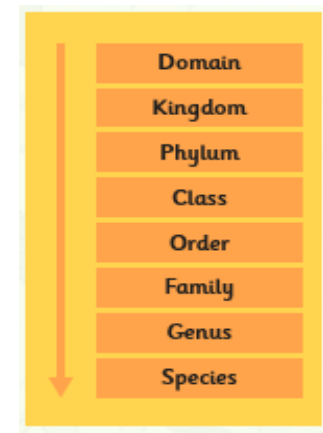 Domain
Kingdom
Phylum
Class
Order
Family
Genus
Species